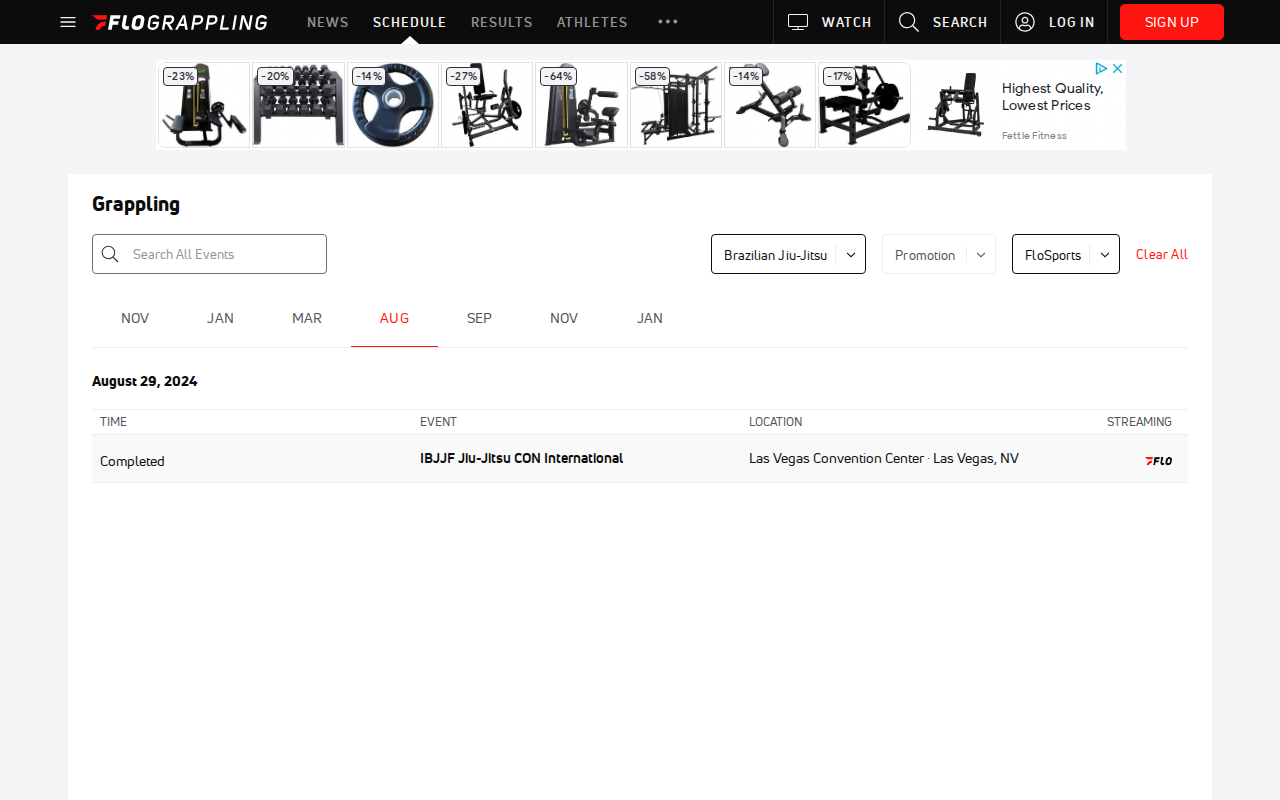 FLOGRAPPLING NEWS SCHEDULE RESULTS ATHLETES ••• WATCH SEARCH LOG IN SIGN UP
-23% -20% -14% -27% -64% -58% -14% -17%
Highest Quality,
Lowest Prices
Fettle Fitness
Grappling
Search All Events Brazilian Jiu-Jitsu Promotion FloSports Clear All
NOV JAN MAR AUG SEP NOV JAN
August 29, 2024
TIME EVENT LOCATION STREAMING
Completed IBJJF Jiu-Jitsu CON International Las Vegas Convention Center · Las Vegas, NV FLO